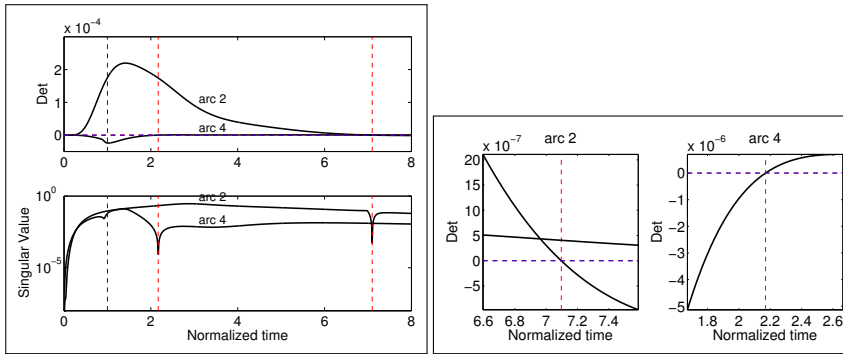 x 10⁻⁴
Det
2
1
0
arc 2
arc 4
0 2 4 6 8
Singular Value
10⁰
10⁻⁵
arc 2
arc 4
0 2 4 6 8
Normalized time
x 10⁻⁷ arc 2
Det
20
15
10
5
0
−5
6.6 6.8 7 7.2 7.4
Normalized time
x 10⁻⁶ arc 4
Det
0
−1
−2
−3
−4
−5
1.8 2 2.2 2.4 2.6
Normalized time